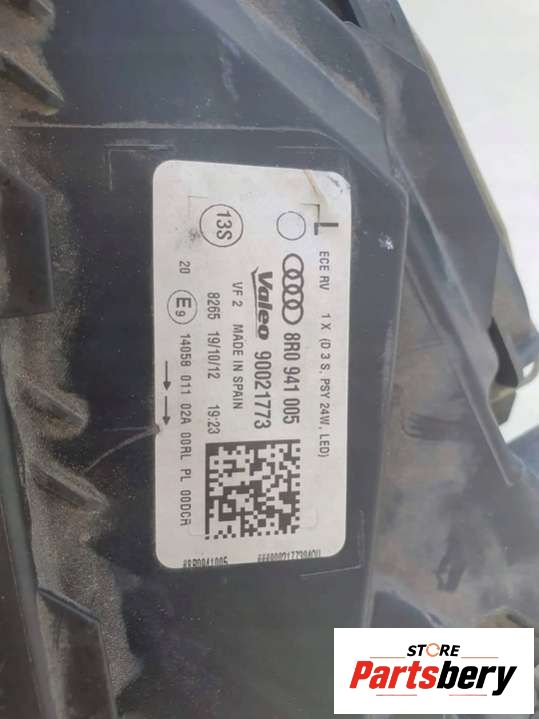 L
ECE RV 1 X (D3S, PSY 24W, LED)
8R0 941 005
Valeo 90021773
VF 2 MADE IN SPAIN
13S
8265 19/10/12 19:23
20 E9 14058 011 02A 00RL PL 00DCR
STORE
Partsbery